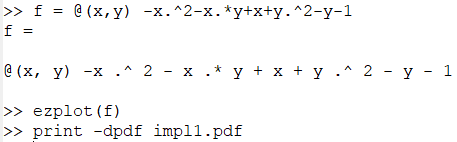 >> f = @(x,y) -x.^2-x.*y+x+y.^2-y-1
f =
@(x, y) -x .^ 2 - x .* y + x + y .^ 2 - y - 1
>> ezplot(f)
>> print -dpdf impl1.pdf